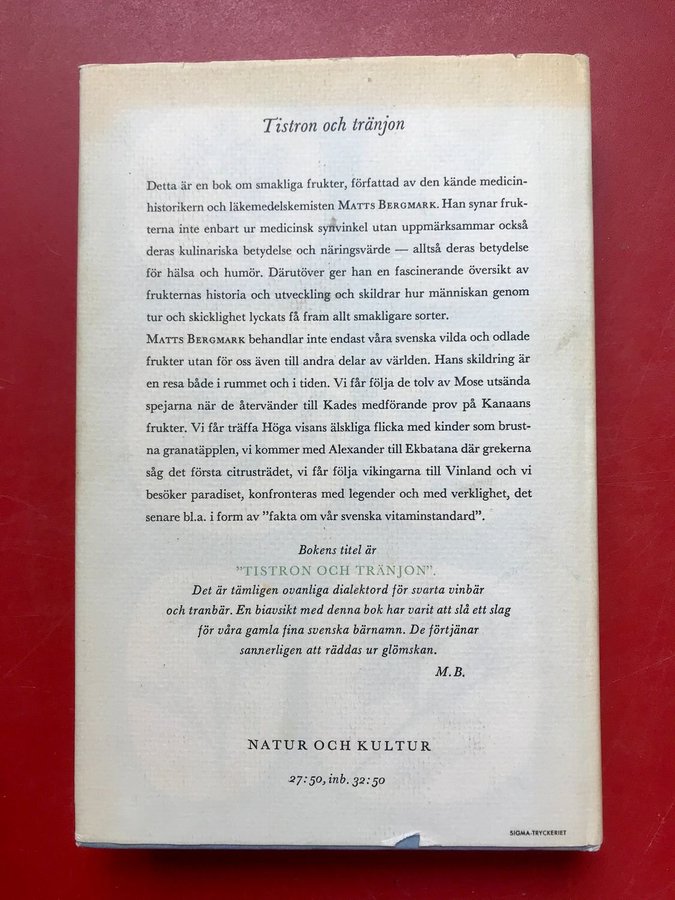 Tistron och tränjon
Detta är en bok om smakliga frukter, författad av den kände medicin-
historikern och läkemedelskemisten MATTS BERGMARK. Han synar fruk-
terna inte enbart ur medicinsk synvinkel utan uppmärksammar också
deras kulinariska betydelse och näringsvärde — alltså deras betydelse
för hälsa och humör. Därutöver ger han en fascinerande översikt av
frukternas historia och utveckling och skildrar hur människan genom
tur och skicklighet lyckats få fram allt smakligare sorter.
MATTS BERGMARK behandlar inte endast våra svenska vilda och odlade
frukter utan för oss även till andra delar av världen. Hans skildring är
en resa både i rummet och i tiden. Vi får följa de tolv av Mose utsända
spejarna när de återvänder till Kades medförande prov på Kanaans
frukter. Vi får träffa Höga visans älskliga flicka med kinder som brust-
na granatäpplen, vi kommer med Alexander till Ekbatana där grekerna
såg det första citrusträdet, vi får följa vikingarna till Vinland och vi
besöker paradiset, konfronteras med legender och med verklighet, det
senare bl.a. i form av ”fakta om vår svenska vitaminstandard”.
Bokens titel är
”TISTRON OCH TRÄNJON”.
Det är tämligen ovanliga dialektord för svarta vinbär
och tranbär. En biavsikt med denna bok har varit att slå ett slag
för våra gamla fina svenska bärnamn. De förtjänar
sannerligen att räddas ur glömskan.
M.B.
NATUR OCH KULTUR
27:50, inb. 32:50
SIGMA-TRYCKERIET